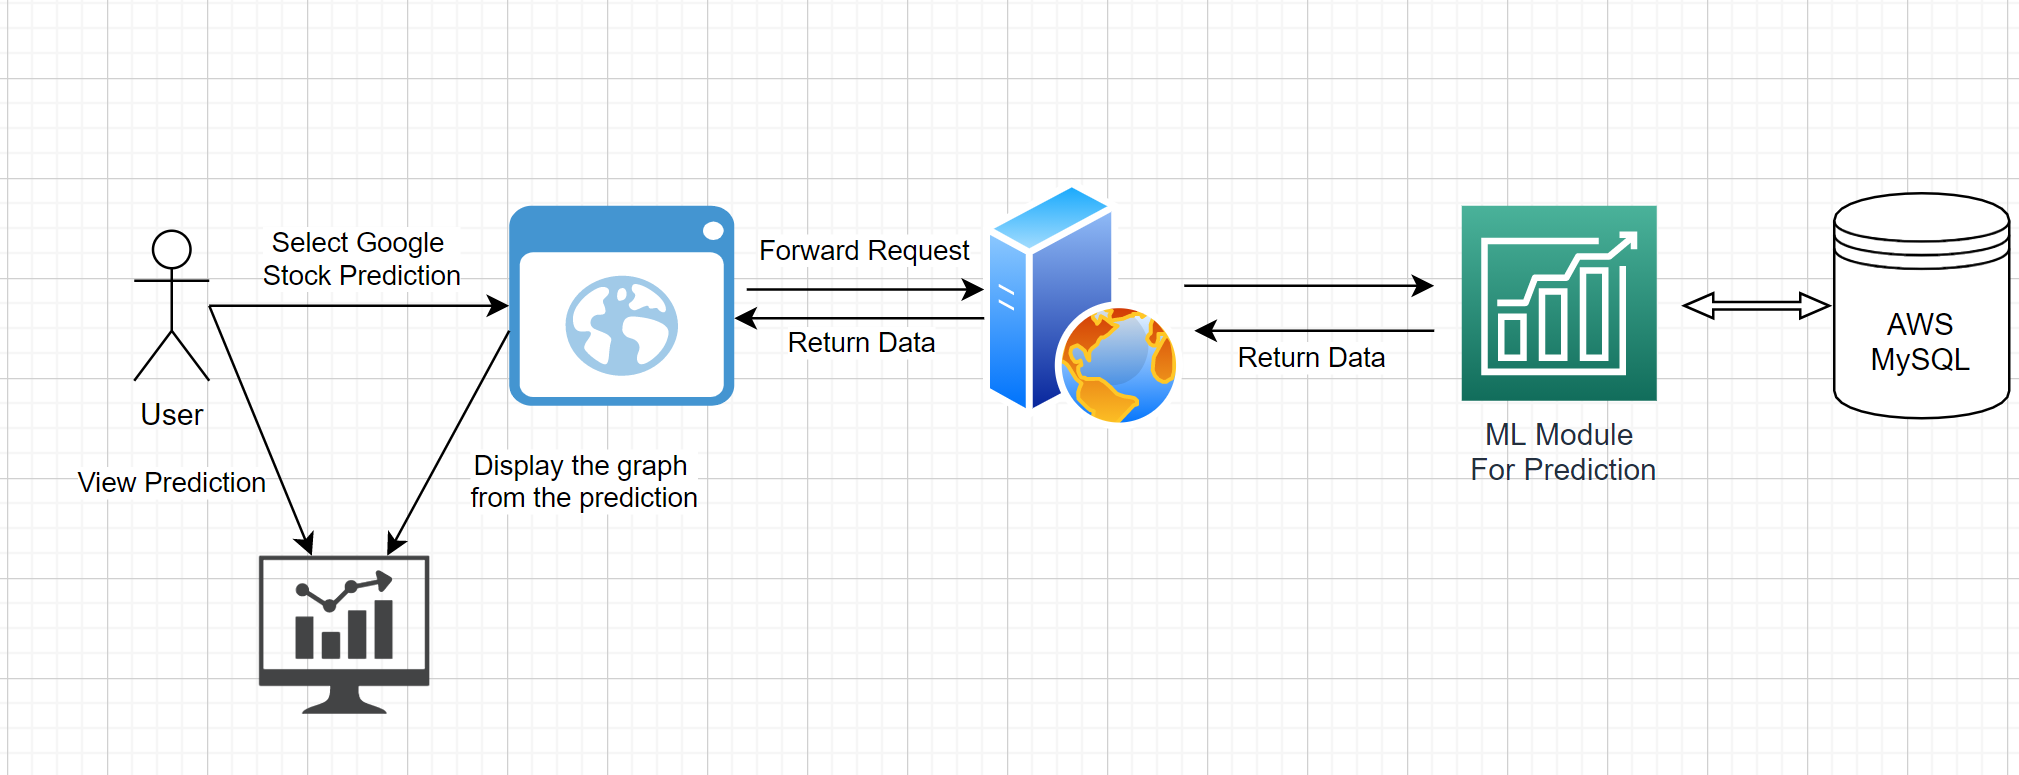 Select Google
Stock Prediction
Forward Request
Return Data
Return Data
AWS
MySQL
User
ML Module
For Prediction
View Prediction
Display the graph
from the prediction